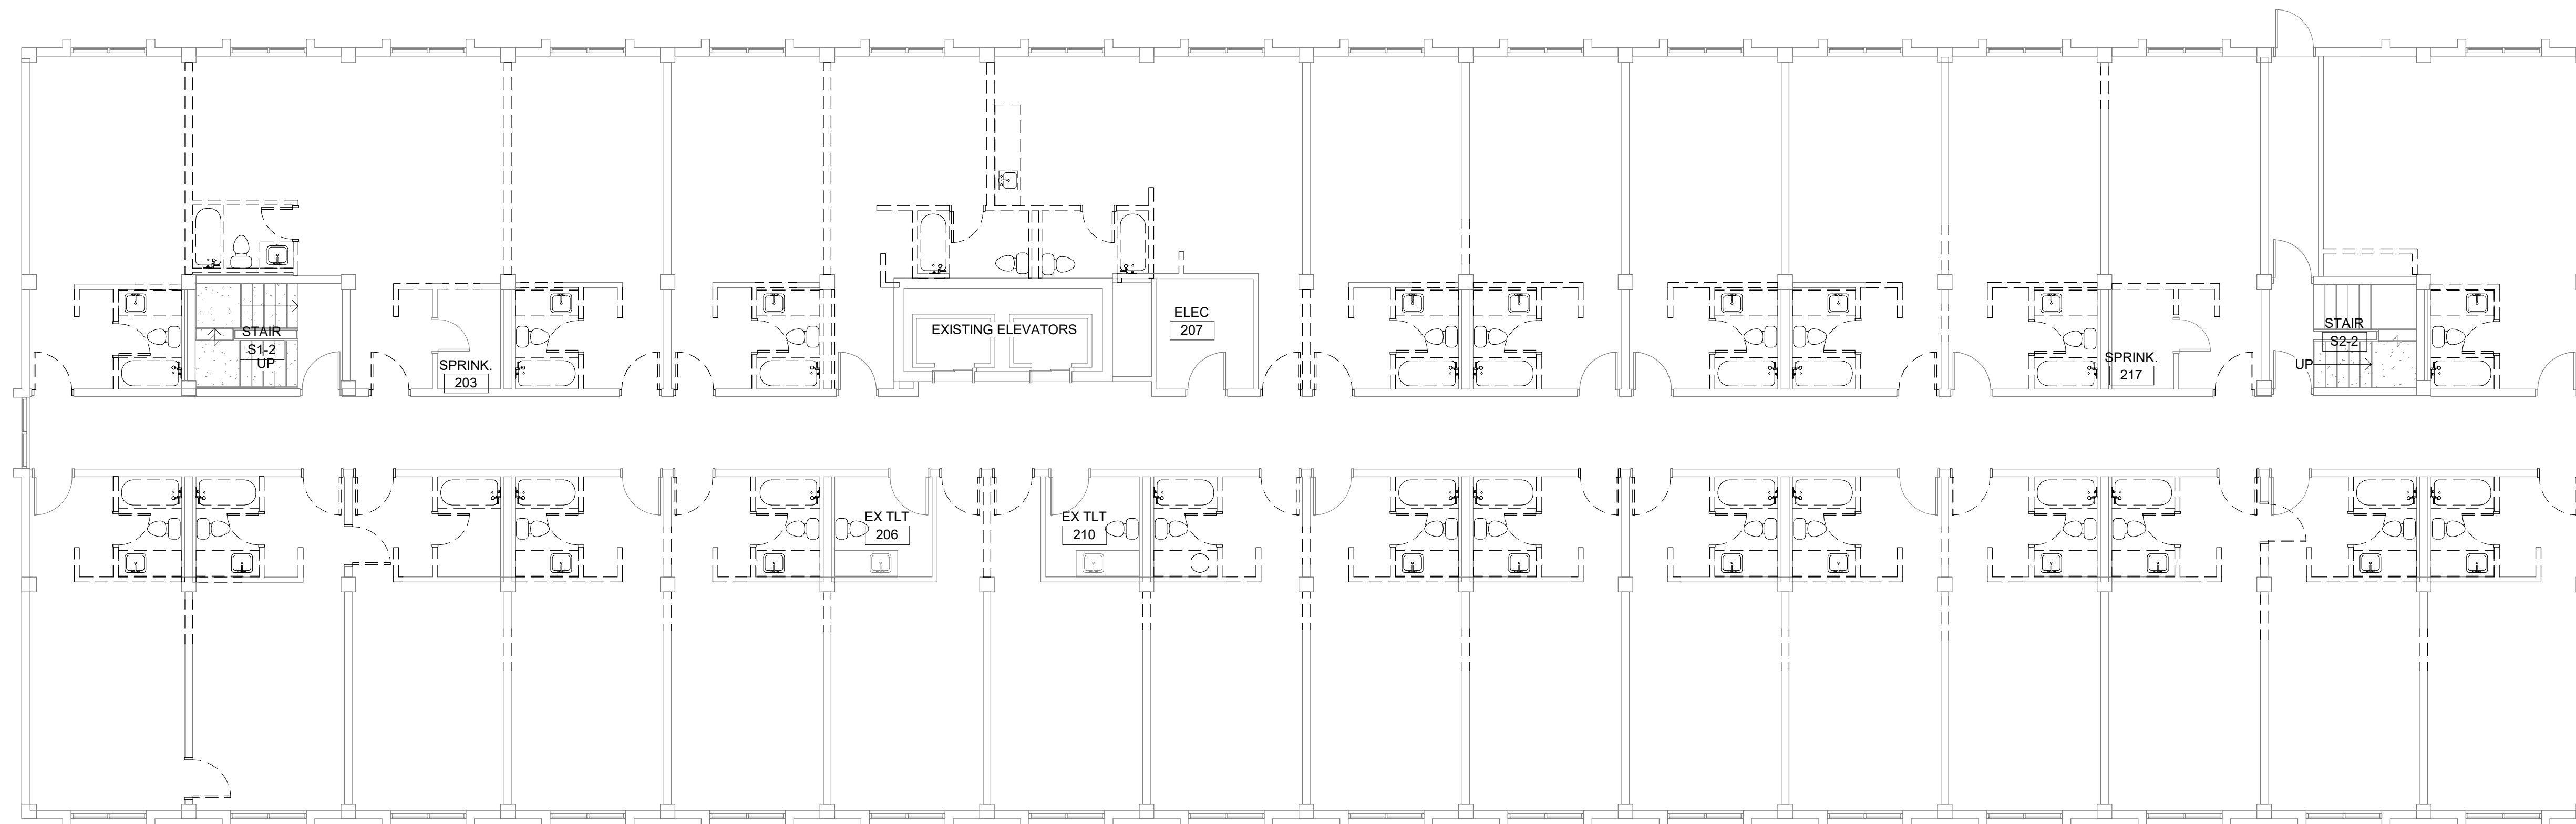 STAIR
S1-2
UP
SPRINK.
203
EXISTING ELEVATORS
ELEC
207
SPRINK.
217
STAIR
S2-2
UP
EX TLT
206
EX TLT
210